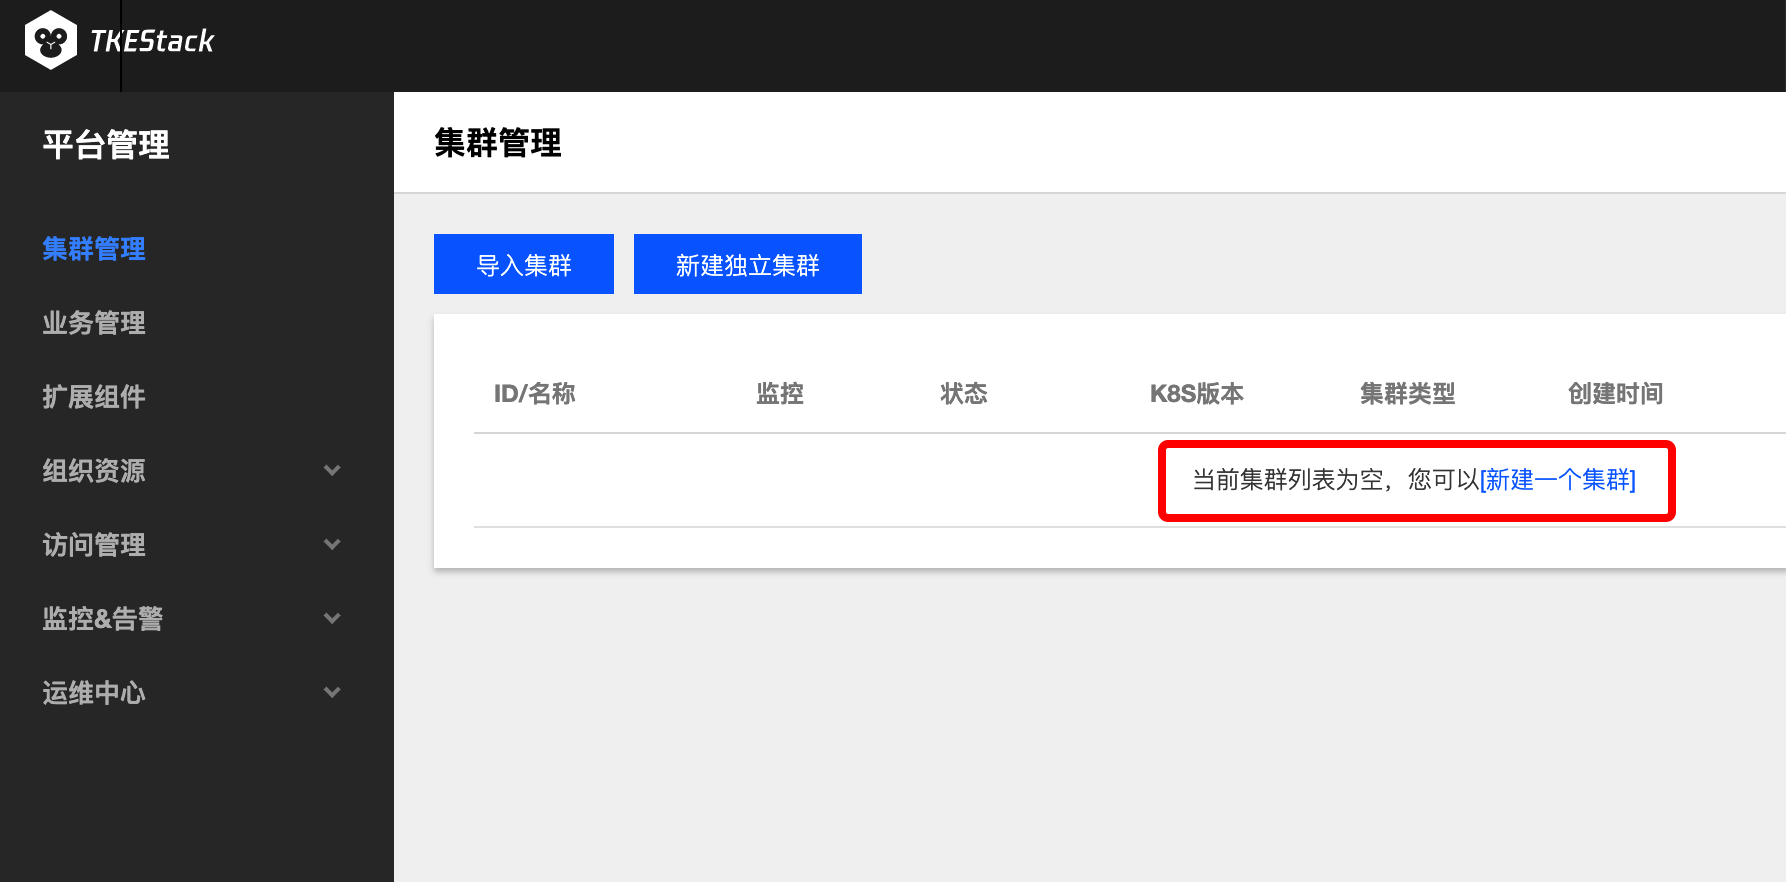 TKEStack
平台管理
集群管理
业务管理
扩展组件
组织资源
访问管理
监控&告警
运维中心
集群管理
导入集群 新建独立集群
ID/名称 监控 状态 K8S版本 集群类型 创建时间
当前集群列表为空，您可以[新建一个集群]